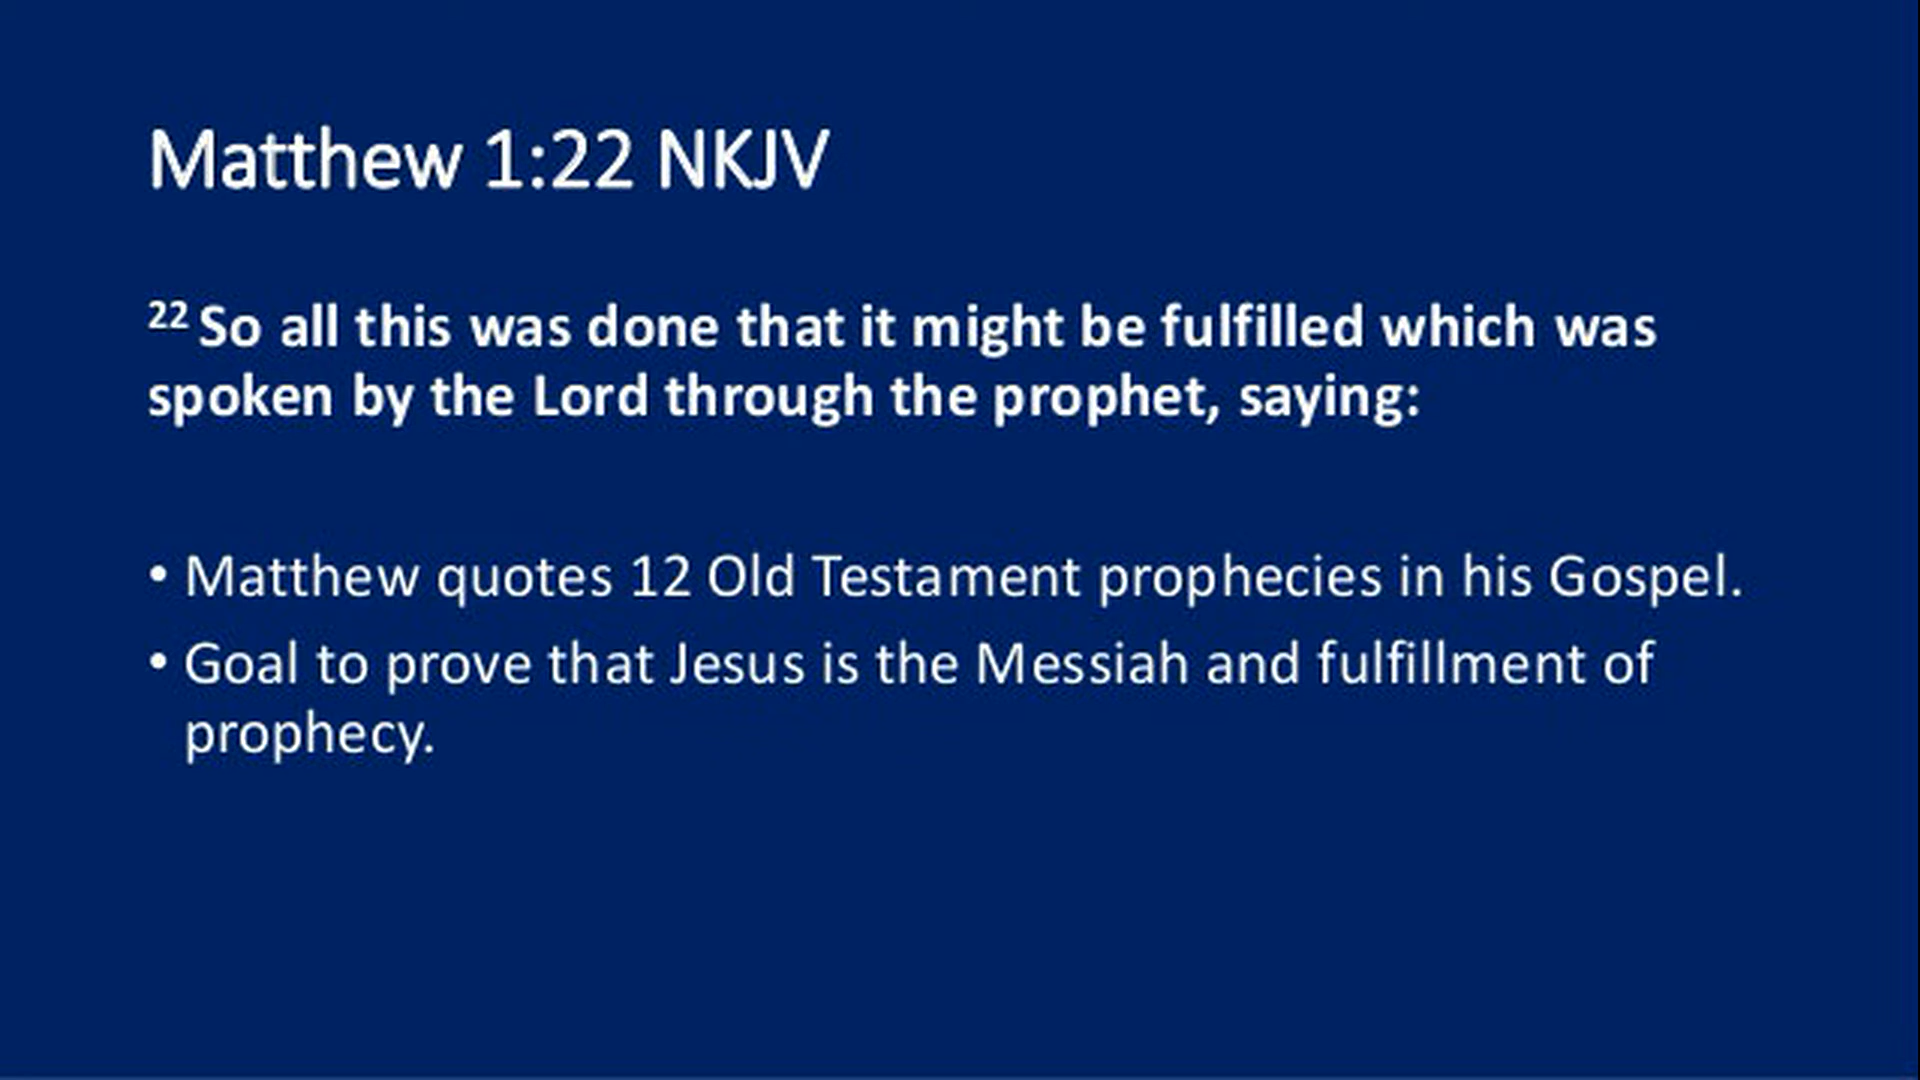 Matthew 1:22 NKJV
22 So all this was done that it might be fulfilled which was
spoken by the Lord through the prophet, saying:
• Matthew quotes 12 Old Testament prophecies in his Gospel.
• Goal to prove that Jesus is the Messiah and fulfillment of
prophecy.